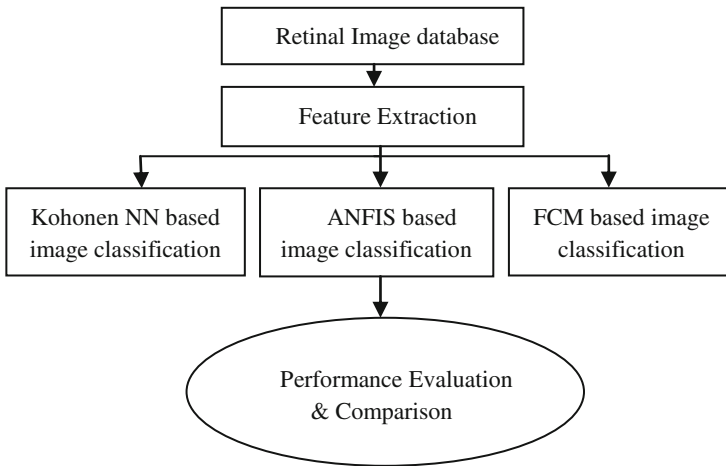 Retinal Image database
Feature Extraction
Kohonen NN based
image classification
ANFIS based
image classification
FCM based image
classification
Performance Evaluation
& Comparison